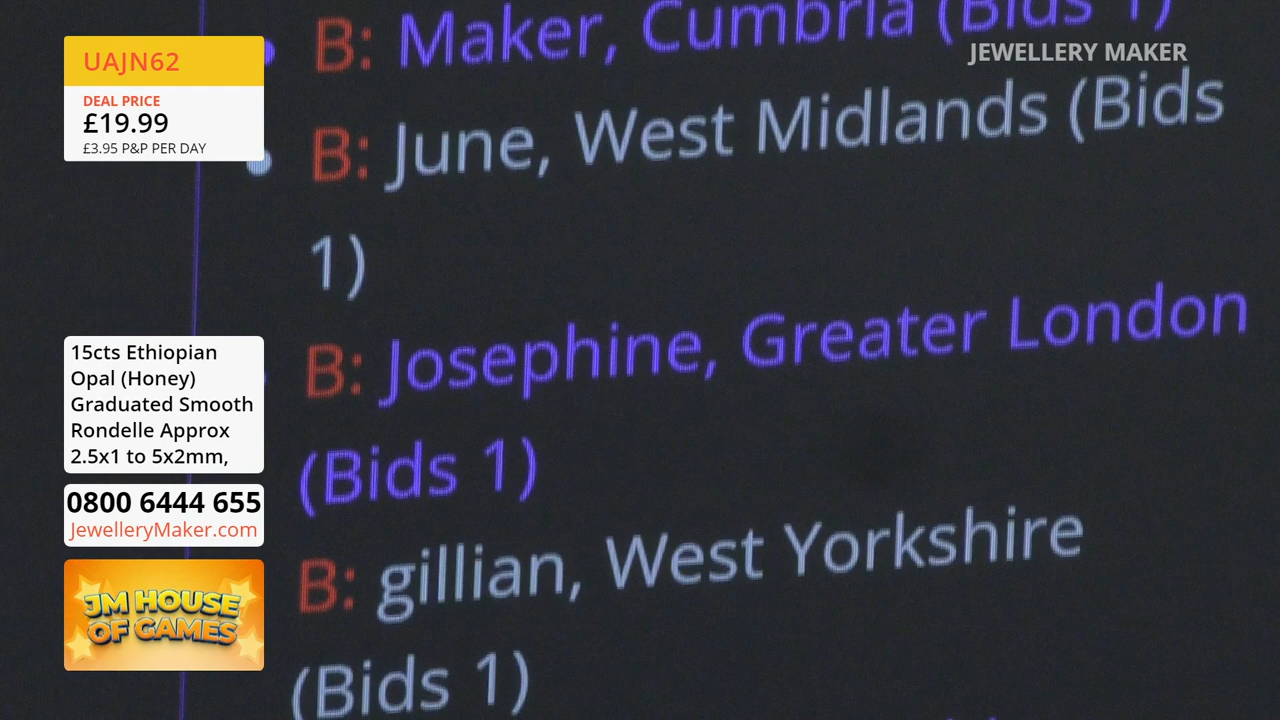 UAJN62
DEAL PRICE
£19.99
£3.95 P&P PER DAY
JEWELLERY MAKER
B: Maker, Cumbria (Bids 1)
B: June, West Midlands (Bids
1)
B: Josephine, Greater London
(Bids 1)
B: gillian, West Yorkshire
(Bids 1)
15cts Ethiopian
Opal (Honey)
Graduated Smooth
Rondelle Approx
2.5x1 to 5x2mm,
0800 6444 655
JewelleryMaker.com
JM HOUSE
OF GAMES